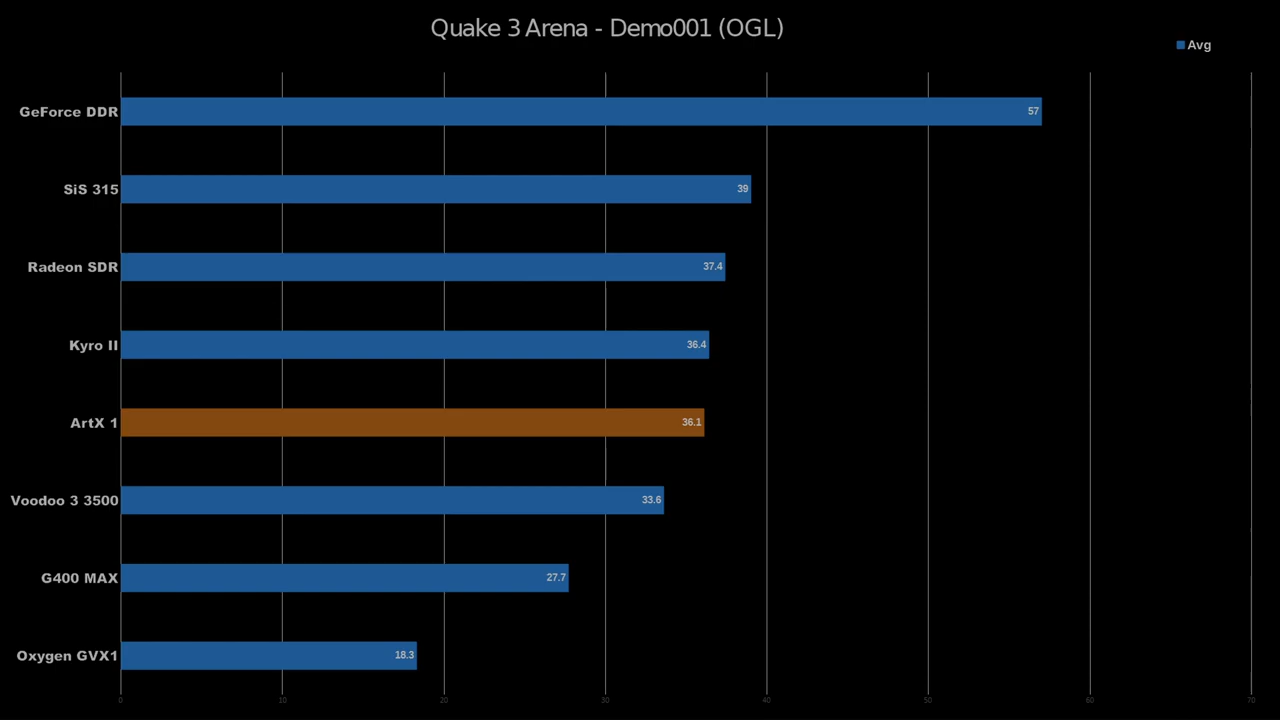 Quake 3 Arena - Demo001 (OGL)
Avg
GeForce DDR 57
SiS 315 39
Radeon SDR 37.4
Kyro II 36.4
ArtX 1 36.1
Voodoo 3 3500 33.6
G400 MAX 27.7
Oxygen GVX1 18.3
0 10 20 30 40 50 60 70